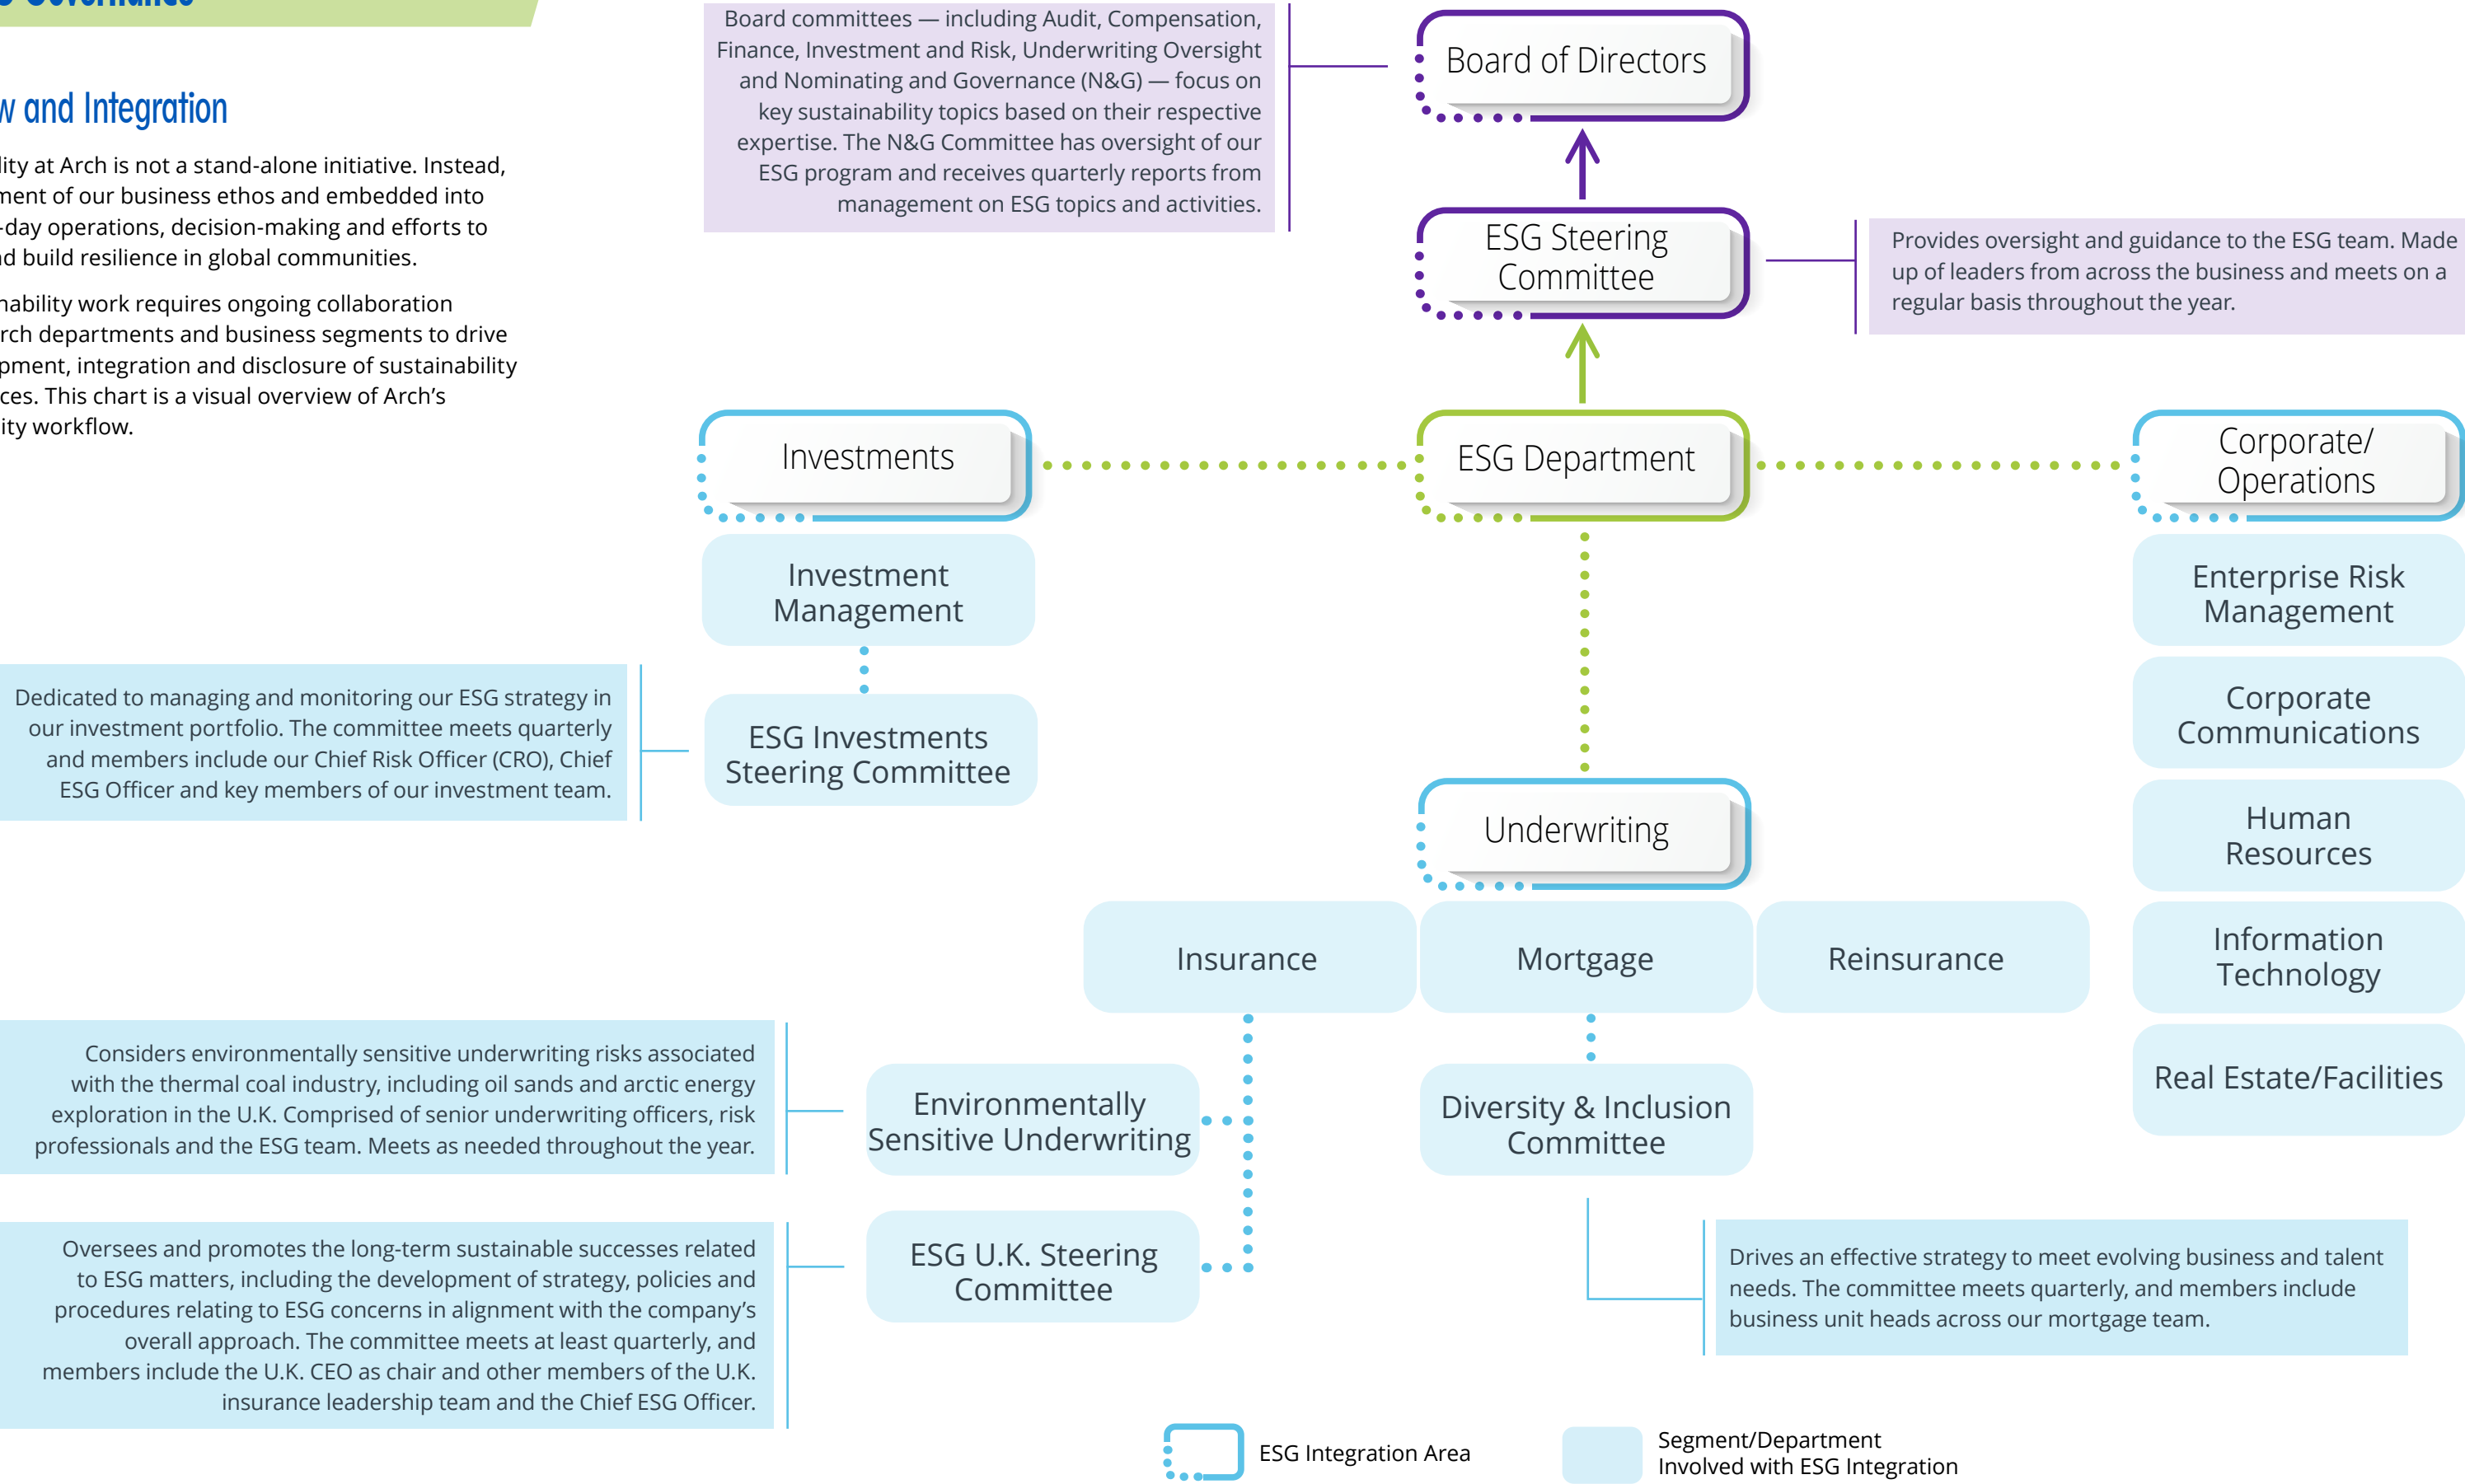 Governance
w and Integration
lity at Arch is not a stand-alone initiative. Instead,
ment of our business ethos and embedded into
-day operations, decision-making and efforts to
nd build resilience in global communities.
nability work requires ongoing collaboration
rch departments and business segments to drive
pment, integration and disclosure of sustainability
ces. This chart is a visual overview of Arch’s
ity workflow.
Board committees — including Audit, Compensation,
Finance, Investment and Risk, Underwriting Oversight
and Nominating and Governance (N&G) — focus on
key sustainability topics based on their respective
expertise. The N&G Committee has oversight of our
ESG program and receives quarterly reports from
management on ESG topics and activities.
Board of Directors
ESG Steering
Committee
Provides oversight and guidance to the ESG team. Made
up of leaders from across the business and meets on a
regular basis throughout the year.
Investments
ESG Department
Corporate/
Operations
Investment
Management
Dedicated to managing and monitoring our ESG strategy in
our investment portfolio. The committee meets quarterly
and members include our Chief Risk Officer (CRO), Chief
ESG Officer and key members of our investment team.
ESG Investments
Steering Committee
Enterprise Risk
Management
Corporate
Communications
Human
Resources
Information
Technology
Real Estate/Facilities
Underwriting
Insurance
Mortgage
Reinsurance
Considers environmentally sensitive underwriting risks associated
with the thermal coal industry, including oil sands and arctic energy
exploration in the U.K. Comprised of senior underwriting officers, risk
professionals and the ESG team. Meets as needed throughout the year.
Environmentally
Sensitive Underwriting
Diversity & Inclusion
Committee
Oversees and promotes the long-term sustainable successes related
to ESG matters, including the development of strategy, policies and
procedures relating to ESG concerns in alignment with the company’s
overall approach. The committee meets at least quarterly, and
members include the U.K. CEO as chair and other members of the U.K.
insurance leadership team and the Chief ESG Officer.
ESG U.K. Steering
Committee
Drives an effective strategy to meet evolving business and talent
needs. The committee meets quarterly, and members include
business unit heads across our mortgage team.
ESG Integration Area
Segment/Department
Involved with ESG Integration